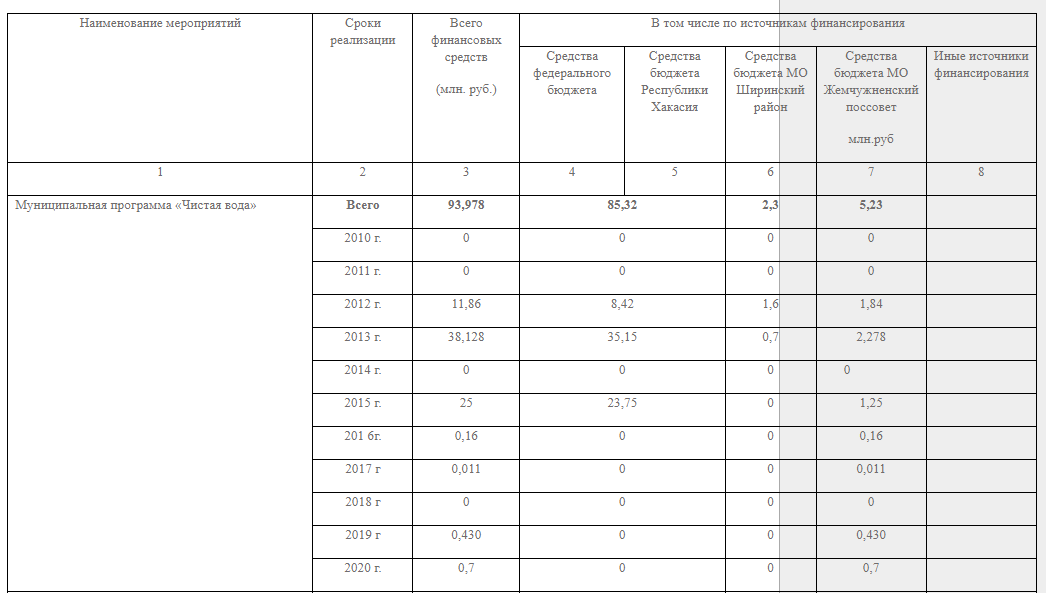 Наименование мероприятий
Сроки
реализации
Всего
финансовых
средств
(млн. руб.)
В том числе по источникам финансирования
Средства
федерального
бюджета
Средства
бюджета
Республики
Хакасия
Средства
бюджета МО
Ширинский
район
Средства
бюджета МО
Жемчужненский
поссовет
млн.руб
Иные источники
финансирования
1 2 3 4 5 6 7 8
Муниципальная программа «Чистая вода» Всего 93,978 85,32 2,3 5,23
2010 г. 0 0 0 0
2011 г. 0 0 0 0
2012 г. 11,86 8,42 1,6 1,84
2013 г. 38,128 35,15 0,7 2,278
2014 г. 0 0 0 0
2015 г. 25 23,75 0 1,25
201 6г. 0,16 0 0 0,16
2017 г 0,011 0 0 0,011
2018 г 0 0 0 0
2019 г 0,430 0 0 0,430
2020 г. 0,7 0 0 0,7